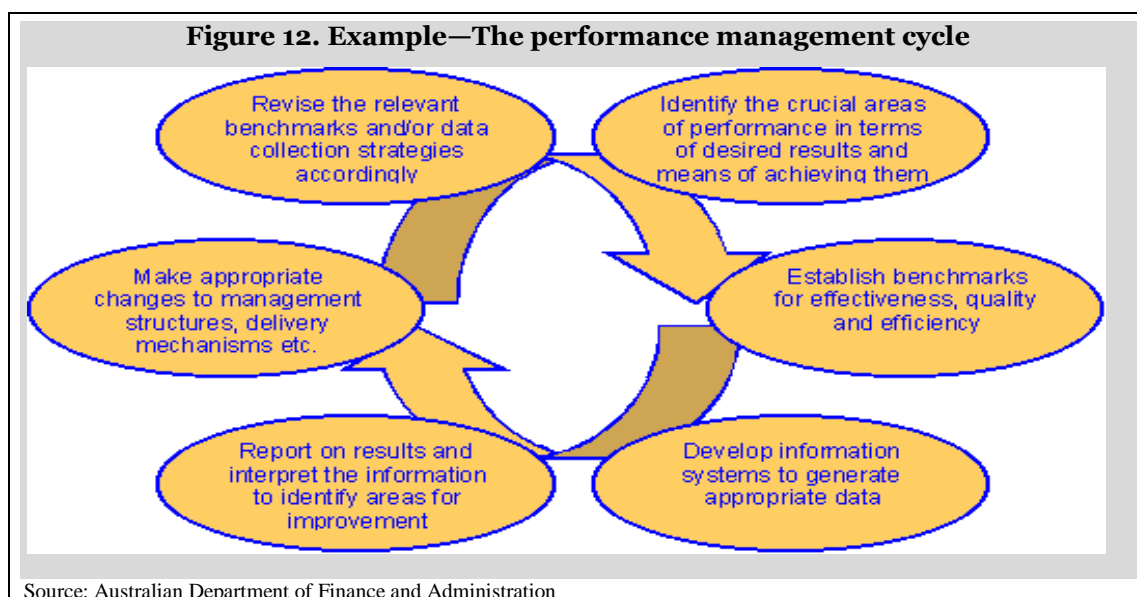 Figure 12. Example—The performance management cycle
Revise the relevant
benchmarks and/or data
collection strategies
accordingly
Identify the crucial areas
of performance in terms
of desired results and
means of achieving them
Establish benchmarks
for effectiveness, quality
and efficiency
Develop information
systems to generate
appropriate data
Report on results and
interpret the information
to identify areas for
improvement
Make appropriate
changes to management
structures, delivery
mechanisms etc.
Source: Australian Department of Finance and Administration